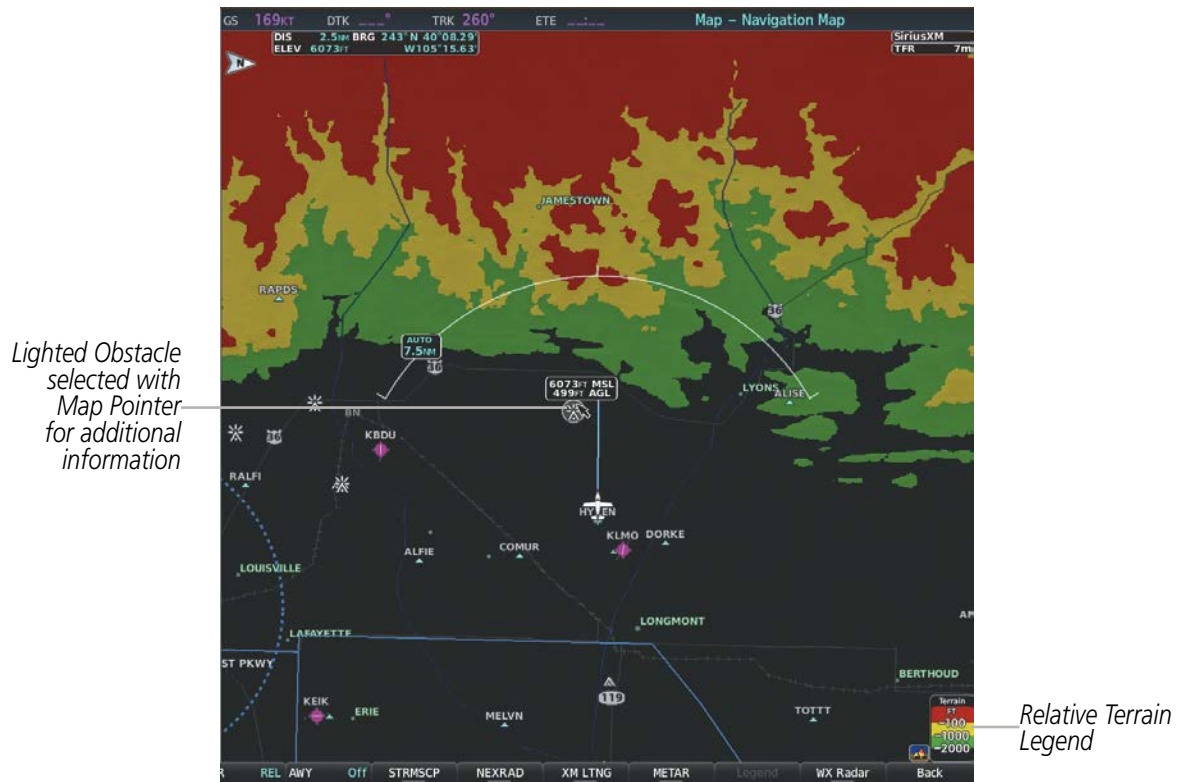 GS 169KT DTK ___° TRK 260° ETE __:__ Map – Navigation Map
DIS 2.5NM BRG 243° N 40°08.29'
ELEV 6073FT W105°15.63'
SiriusXM
TFR 7m
N
JAMESTOWN
RAPDS
36
AUTO
7.5NM
36
Lighted Obstacle
selected with
Map Pointer
for additional
information
6073FT MSL
499FT AGL
LYONS
ALISE
BN
36
KBDU
RALFI
HYGEN
KLMO
DORKE
ALFIE
COMUR
LOUISVILLE
LONGMONT
LAFAYETTE
ST PKWY
BERTHOUD
119
KEIK
ERIE
MELVN
TOTTT
Terrain
FT
-100
-1000
-2000
Relative Terrain
Legend
R REL AWY Off STRMSCP NEXRAD XM LTNG METAR Legend WX Radar Back